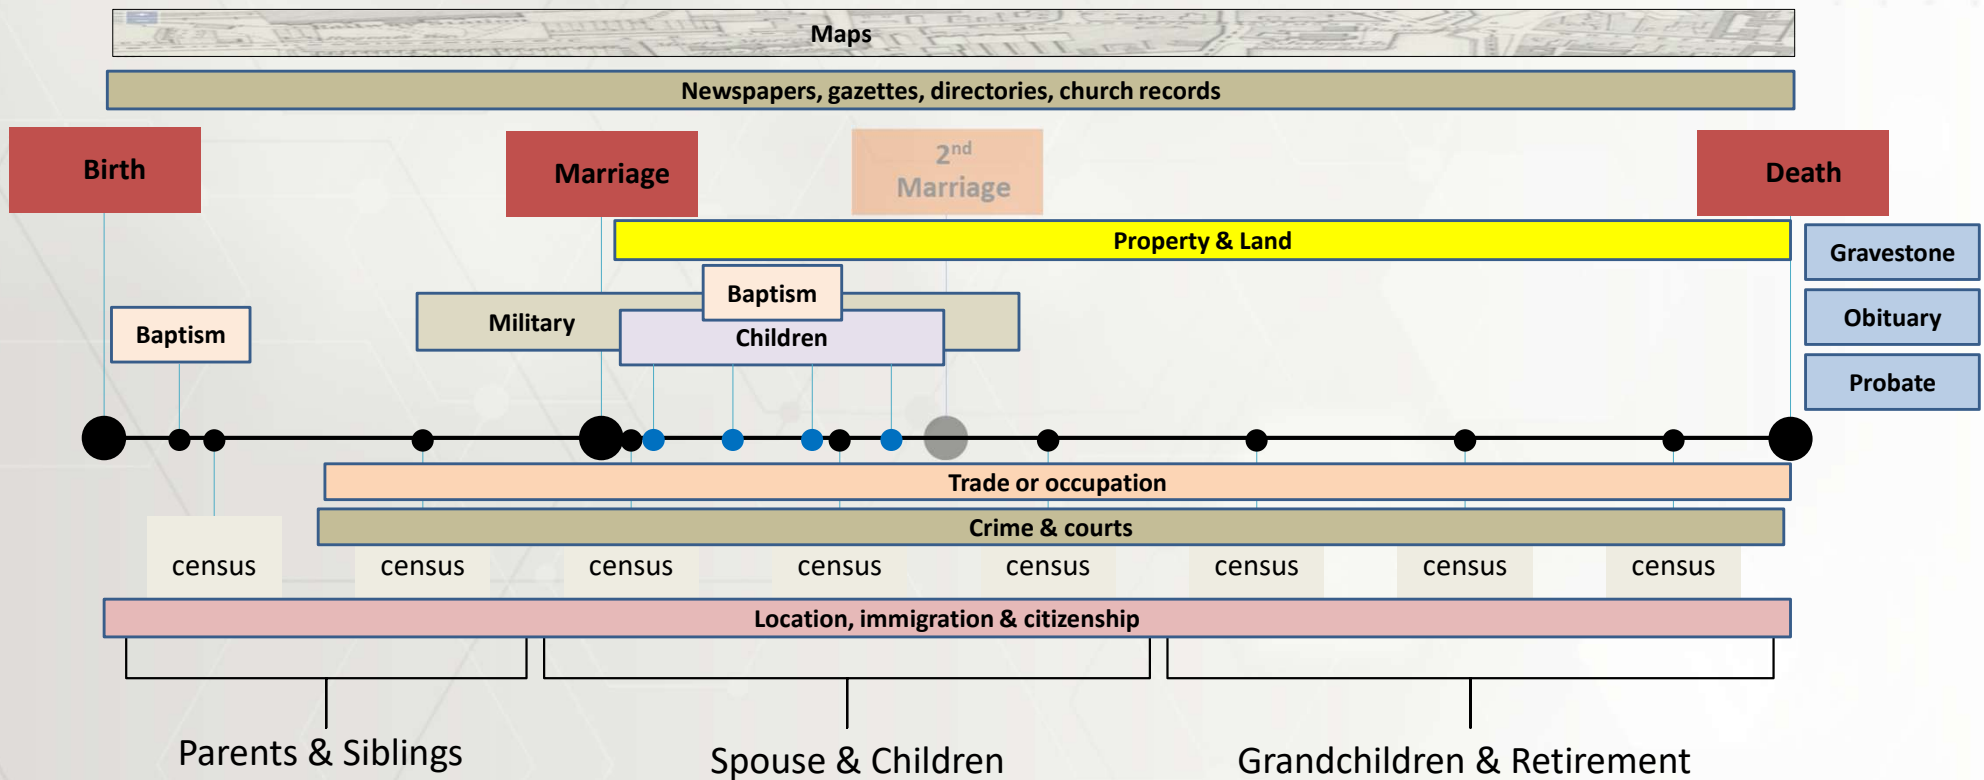 Maps
Newspapers, gazettes, directories, church records
Birth
Marriage
2nd
Marriage
Death
Property & Land
Gravestone
Baptism
Military
Children
Baptism
Obituary
Probate
Trade or occupation
Crime & courts
census census census census census census census census
Location, immigration & citizenship
Parents & Siblings
Spouse & Children
Grandchildren & Retirement